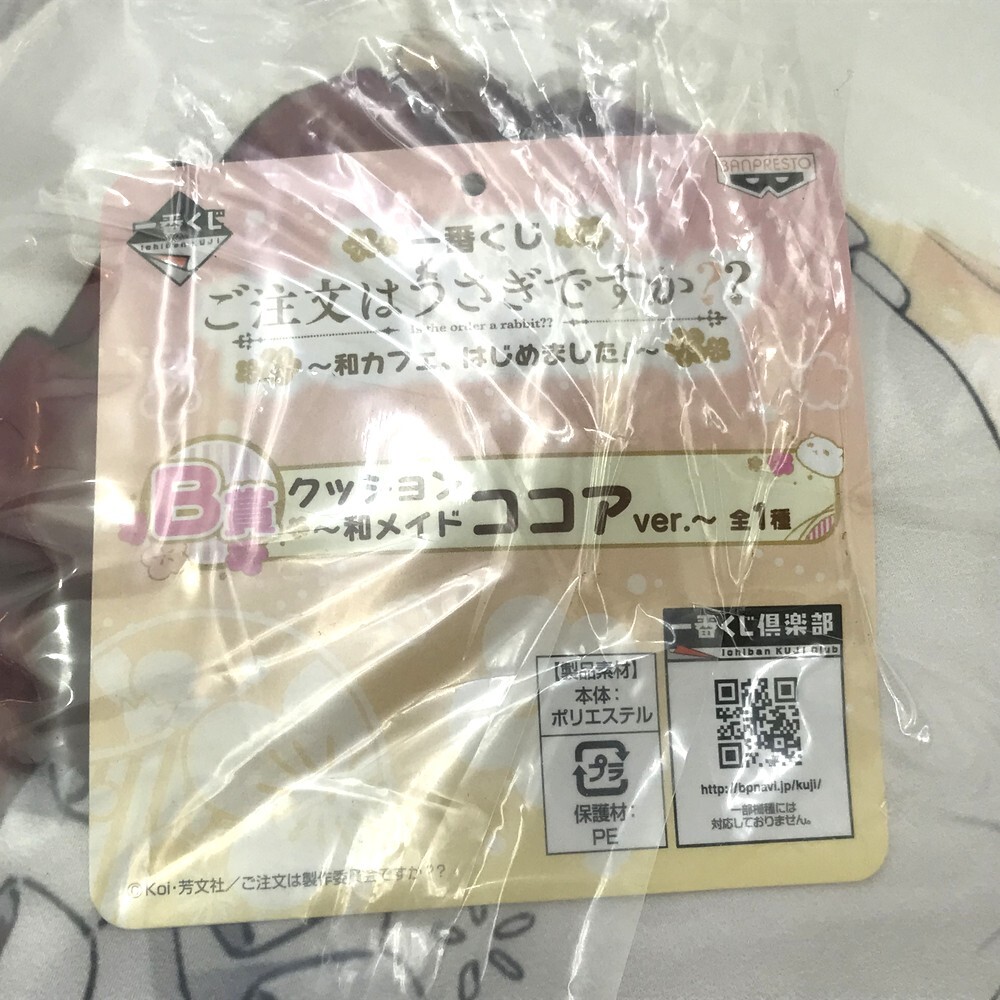 BANPRESTO
一番くじ
Ichiban KUJI
一番くじ
ご注文はうさぎですか??
Is the order a rabbit??
～和カフェ、はじめました!～
B賞
クッション
～和メイドココアver.～ 全1種
一番くじ倶楽部
Ichiban KUJI Club
【製品素材】
本体：
ポリエステル
プラ
保護材：
PE
http://bpnavi.jp/kuji/
一部機種には
対応しておりません。
©Koi・芳文社／ご注文は製作委員会ですか??